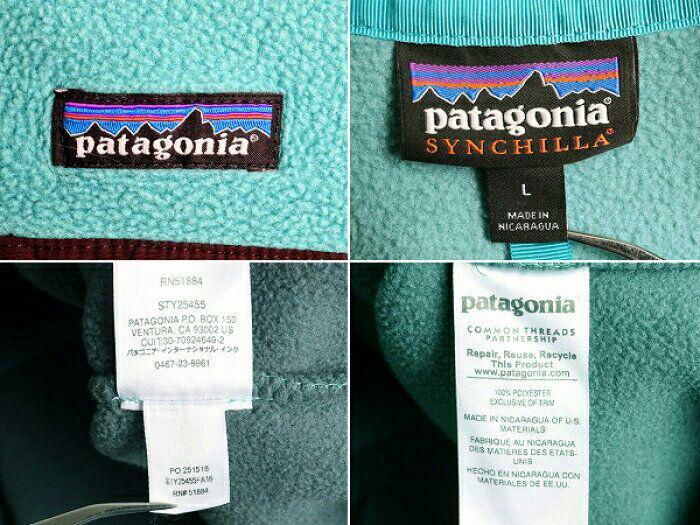 patagonia®
patagonia®
SYNCHILLA®
L
MADE IN
NICARAGUA
RN51884
STY25455
PATAGONIA P.O. BOX 150
VENTURA, CA 93002 US
CUIT:30-70924649-2
パタゴニア・インターナショナル・インク
0467-23-8961
PO 251518
STY25455FA16
RN# 51884
patagonia®
COMMON THREADS
PARTNERSHIP
Repair, Reuse, Recycle
This Product
www.patagonia.com
100% POLYESTER
EXCLUSIVE OF TRIM
MADE IN NICARAGUA OF U.S.
MATERIALS
FABRIQUÉ AU NICARAGUA
DES MATIÈRES DES ETATS-
UNIS
HECHO EN NICARAGUA CON
MATERIALES DE EE.UU.